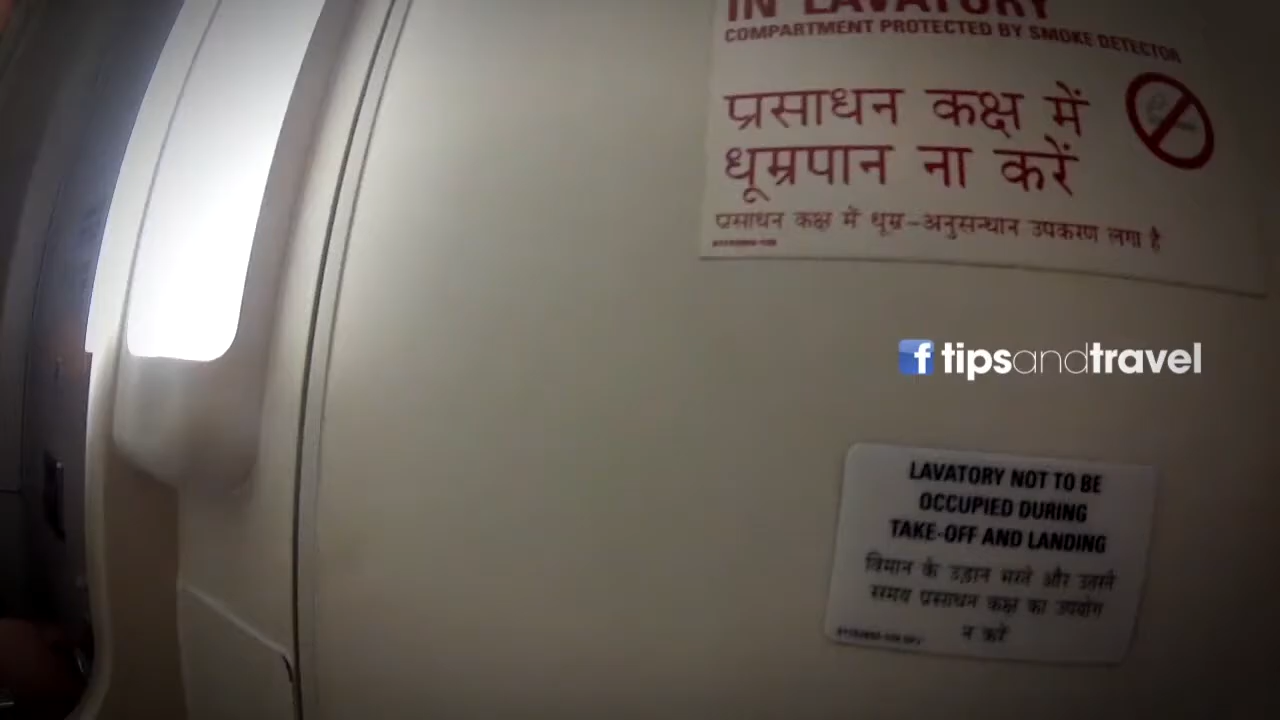 IN LAVATORY
COMPARTMENT PROTECTED BY SMOKE DETECTOR
प्रसाधन कक्ष में
धूम्रपान ना करें
प्रसाधन कक्ष में धूम्र-अनुसन्धान उपकरण लगा है
f tipsandtravel
LAVATORY NOT TO BE
OCCUPIED DURING
TAKE-OFF AND LANDING
विमान के उड़ान भरते और उतरते
समय प्रसाधन कक्ष का उपयोग
न करें